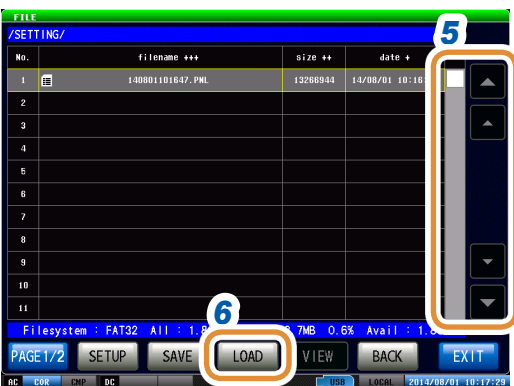 FILE
/SETTING/
5
No. filename +++ size ++ date +
1 140801101647.PNL 13266944 14/08/01 10:16
2
3
4
5
6
7
8
9
10
11
6
Filesystem : FAT32 All : 1.8 7MB 0.6% Avail : 1.8
PAGE1/2 SETUP SAVE LOAD VIEW BACK EXIT
AC COR CMP DC USB LOCAL 2014/08/01 10:17:29